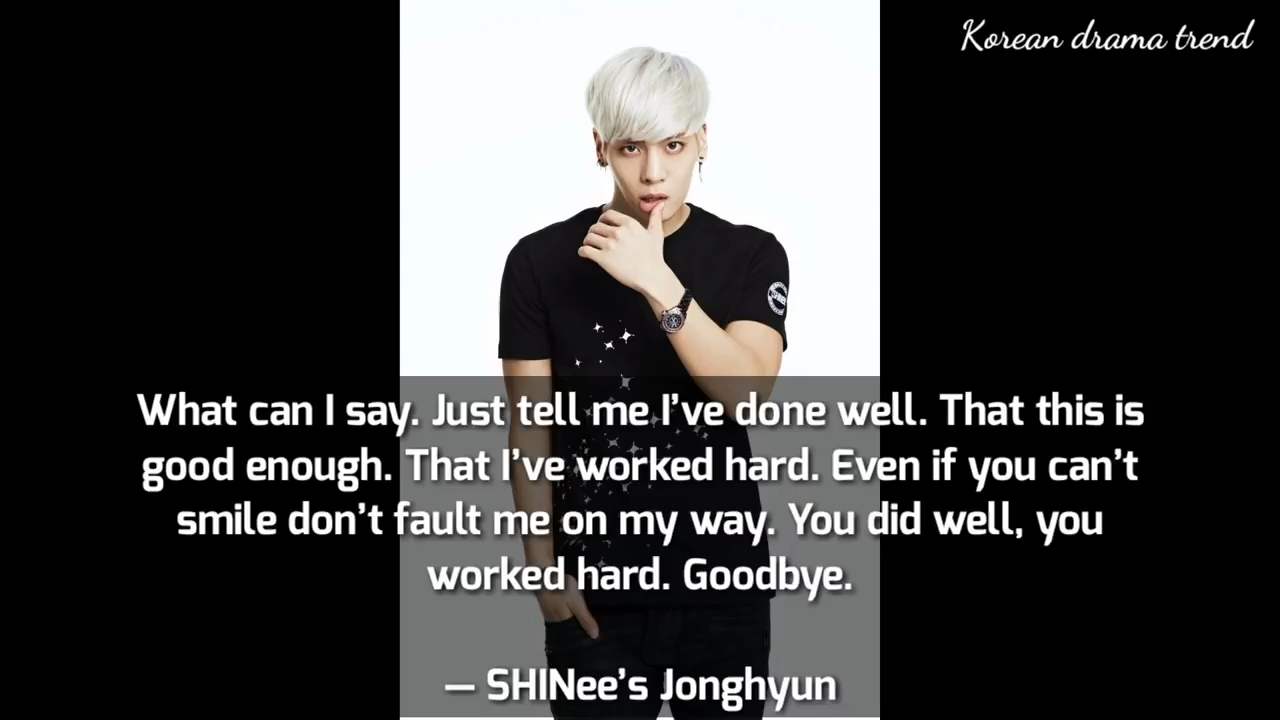 Korean drama trend
What can I say. Just tell me I've done well. That this is
good enough. That I've worked hard. Even if you can't
smile don't fault me on my way. You did well, you
worked hard. Goodbye.
— SHINee's Jonghyun